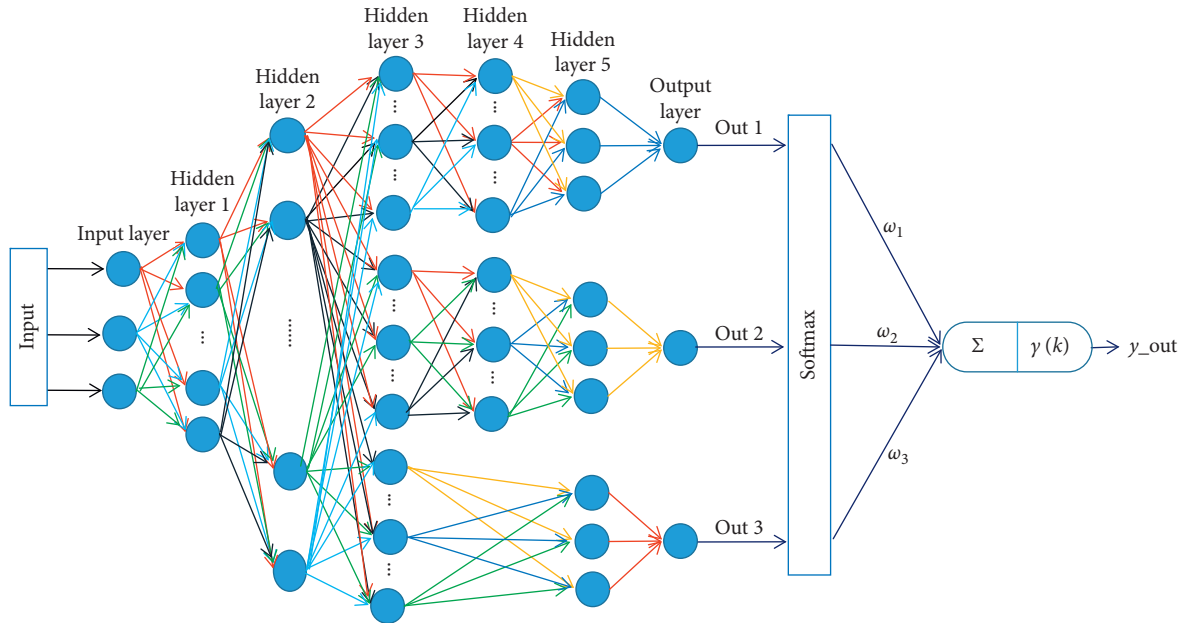 Input
Input layer
Hidden
layer 1
Hidden
layer 2
Hidden
layer 3
Hidden
layer 4
Hidden
layer 5
Output
layer
Out 1
Out 2
Out 3
Softmax
ω1
ω2
ω3
Σ
γ (k)
y_out